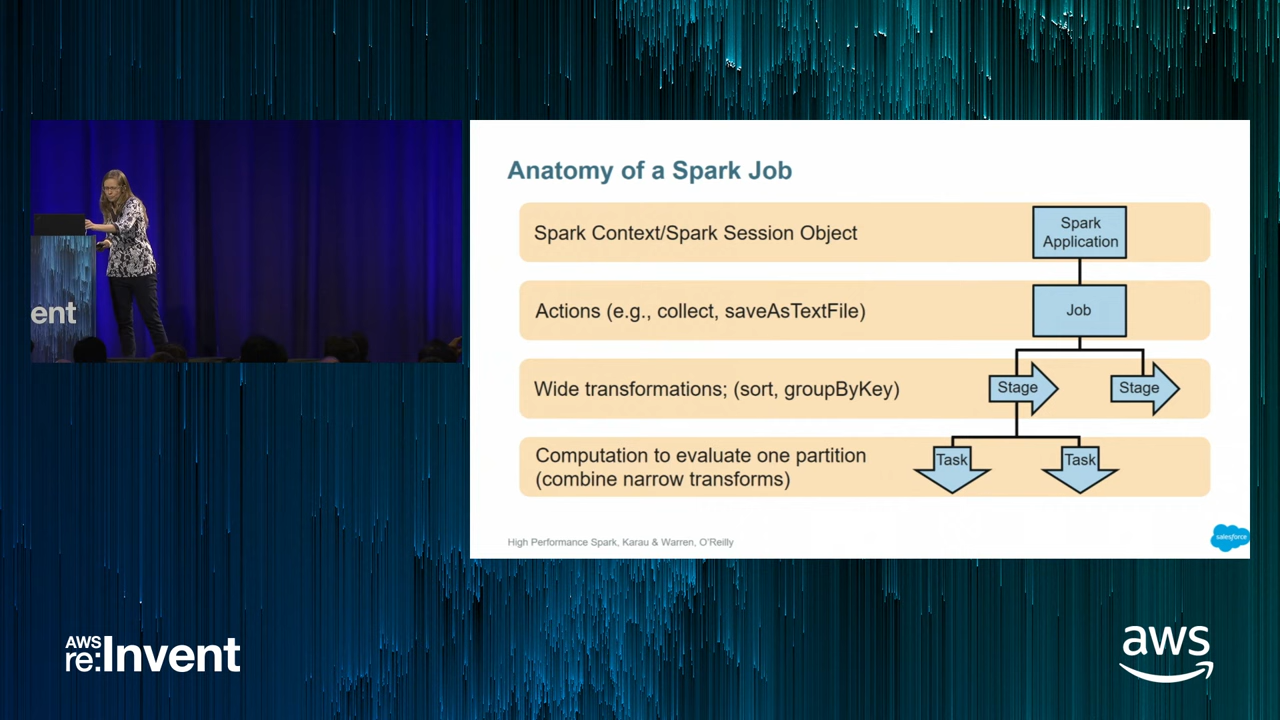 Anatomy of a Spark Job
Spark Context/Spark Session Object
Spark
Application
Actions (e.g., collect, saveAsTextFile)
Job
Wide transformations; (sort, groupByKey)
Stage
Stage
Computation to evaluate one partition
(combine narrow transforms)
Task
Task
High Performance Spark, Karau & Warren, O'Reilly
salesforce
ent
AWS
re:Invent
aws